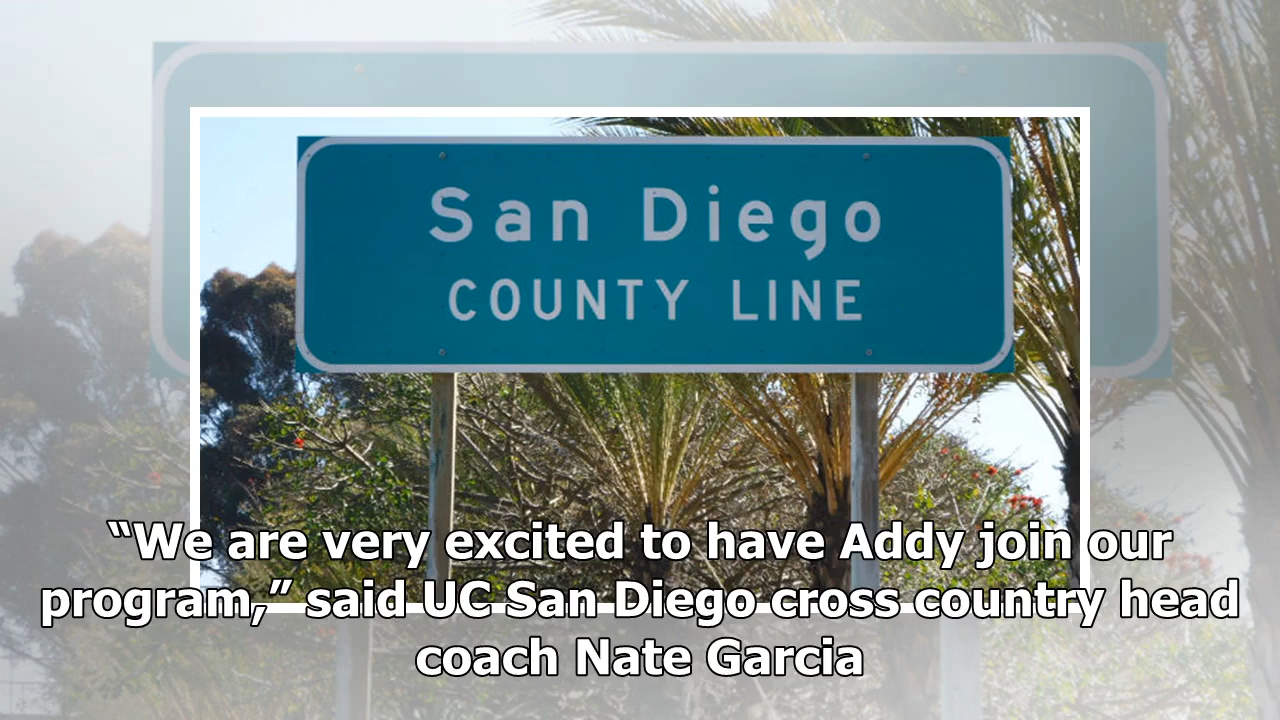 San Diego
COUNTY LINE
“We are very excited to have Addy join our
program,” said UC San Diego cross country head
coach Nate Garcia